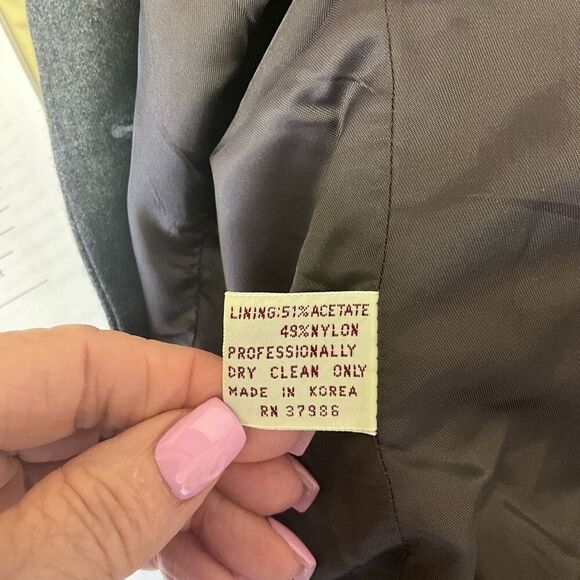 LINING:51%ACETATE
49%NYLON
PROFESSIONALLY
DRY CLEAN ONLY
MADE IN KOREA
RN 37986